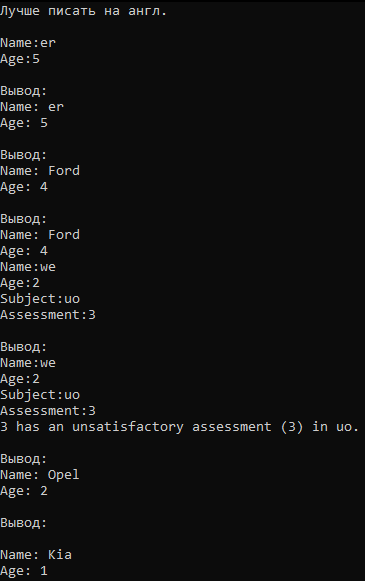 Лучше писать на англ.
Name:er
Age:5
Вывод:
Name: er
Age: 5
Вывод:
Name: Ford
Age: 4
Вывод:
Name: Ford
Age: 4
Name:we
Age:2
Subject:uo
Assessment:3
Вывод:
Name:we
Age:2
Subject:uo
Assessment:3
3 has an unsatisfactory assessment (3) in uo.
Вывод:
Name: Opel
Age: 2
Вывод:
Name: Kia
Age: 1